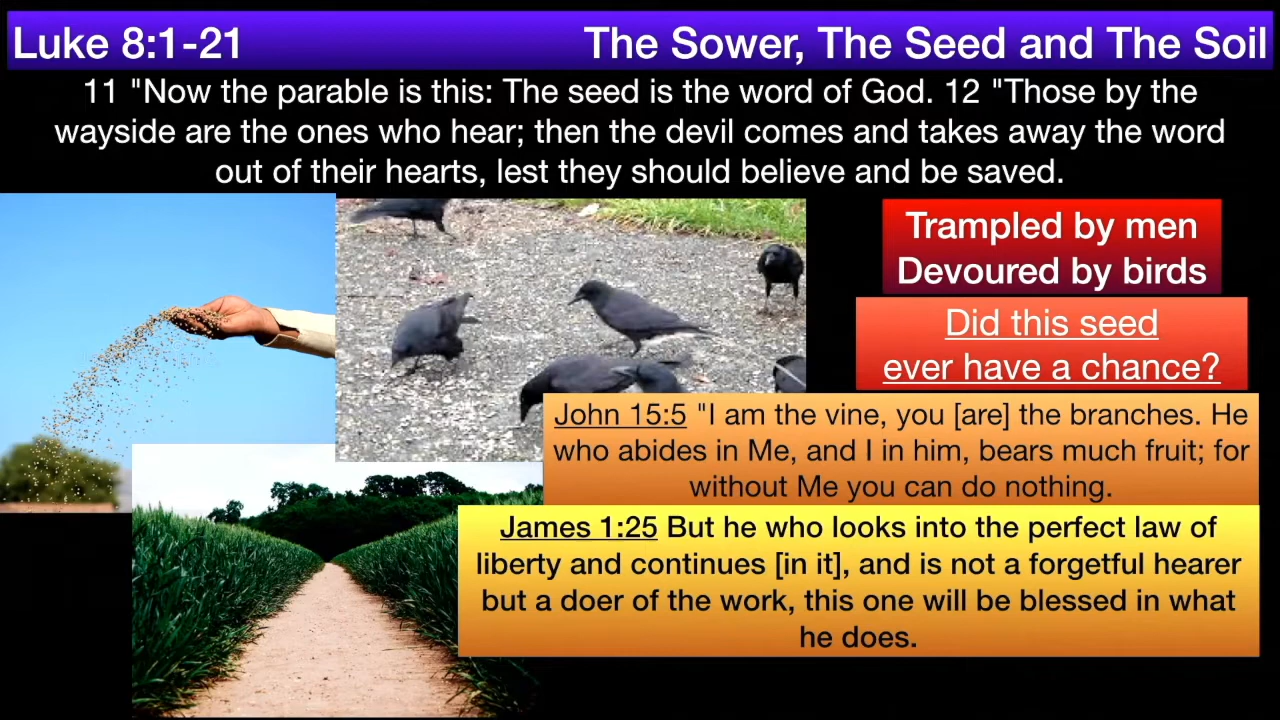 Luke 8:1-21 The Sower, The Seed and The Soil
11 "Now the parable is this: The seed is the word of God. 12 "Those by the
wayside are the ones who hear; then the devil comes and takes away the word
out of their hearts, lest they should believe and be saved.
Trampled by men
Devoured by birds
Did this seed
ever have a chance?
John 15:5 "I am the vine, you [are] the branches. He
who abides in Me, and I in him, bears much fruit; for
without Me you can do nothing.
James 1:25 But he who looks into the perfect law of
liberty and continues [in it], and is not a forgetful hearer
but a doer of the work, this one will be blessed in what
he does.